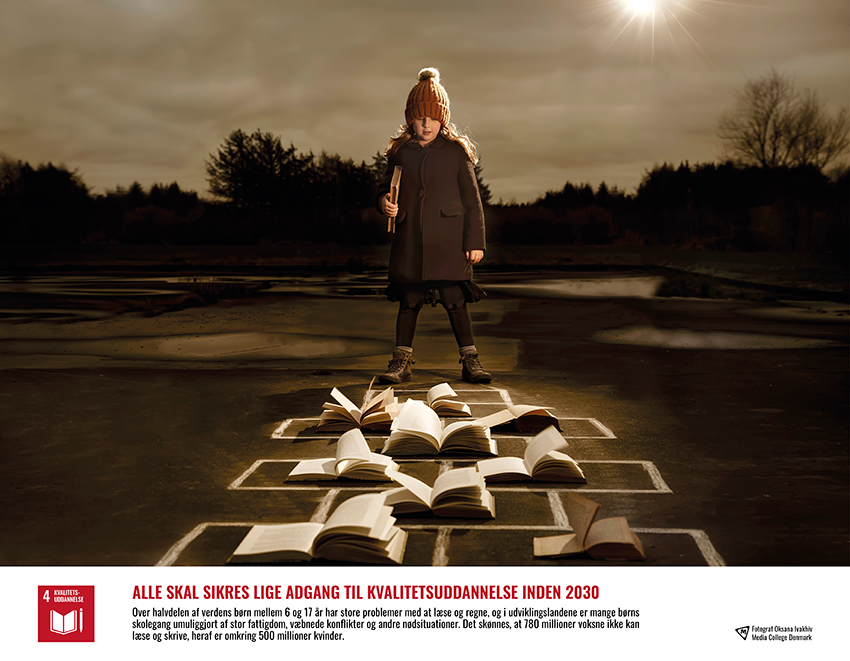 4 KVALITETS-
UDDANNELSE
ALLE SKAL SIKRES LIGE ADGANG TIL KVALITETSUDDANNELSE INDEN 2030
Over halvdelen af verdens børn mellem 6 og 17 år har store problemer med at læse og regne, og i udviklingslandene er mange børns
skolegang umuliggjort af stor fattigdom, væbnede konflikter og andre nødsituationer. Det skønnes, at 780 millioner voksne ikke kan
læse og skrive, heraf er omkring 500 millioner kvinder.
Fotograf Oksana Ivakhiv
Media College Denmark